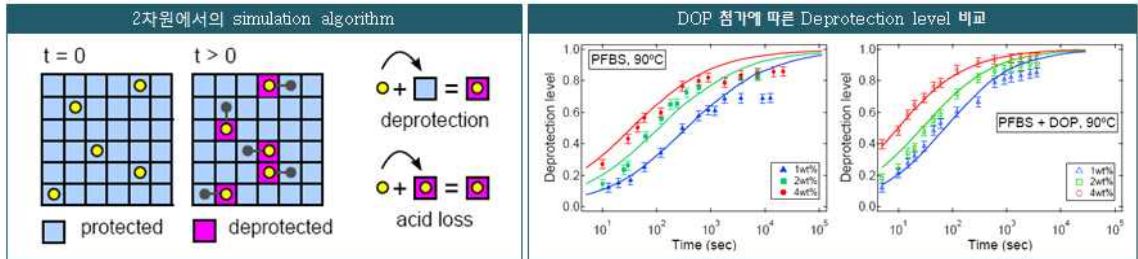 2차원에서의 simulation algorithm
t = 0
t > 0
+ =
deprotection
+ =
acid loss
protected
deprotected
DOP 첨가에 따른 Deprotection level 비교
Deprotection level
1.0
0.8
0.6
0.4
0.2
0.0
PFBS, 90ºC
1wt%
2wt%
4wt%
10¹ 10² 10³ 10⁴ 10⁵
Time (sec)
Deprotection level
1.0
0.8
0.6
0.4
0.2
0.0
PFBS + DOP, 90ºC
1wt%
2wt%
4wt%
10¹ 10² 10³ 10⁴ 10⁵
Time (sec)